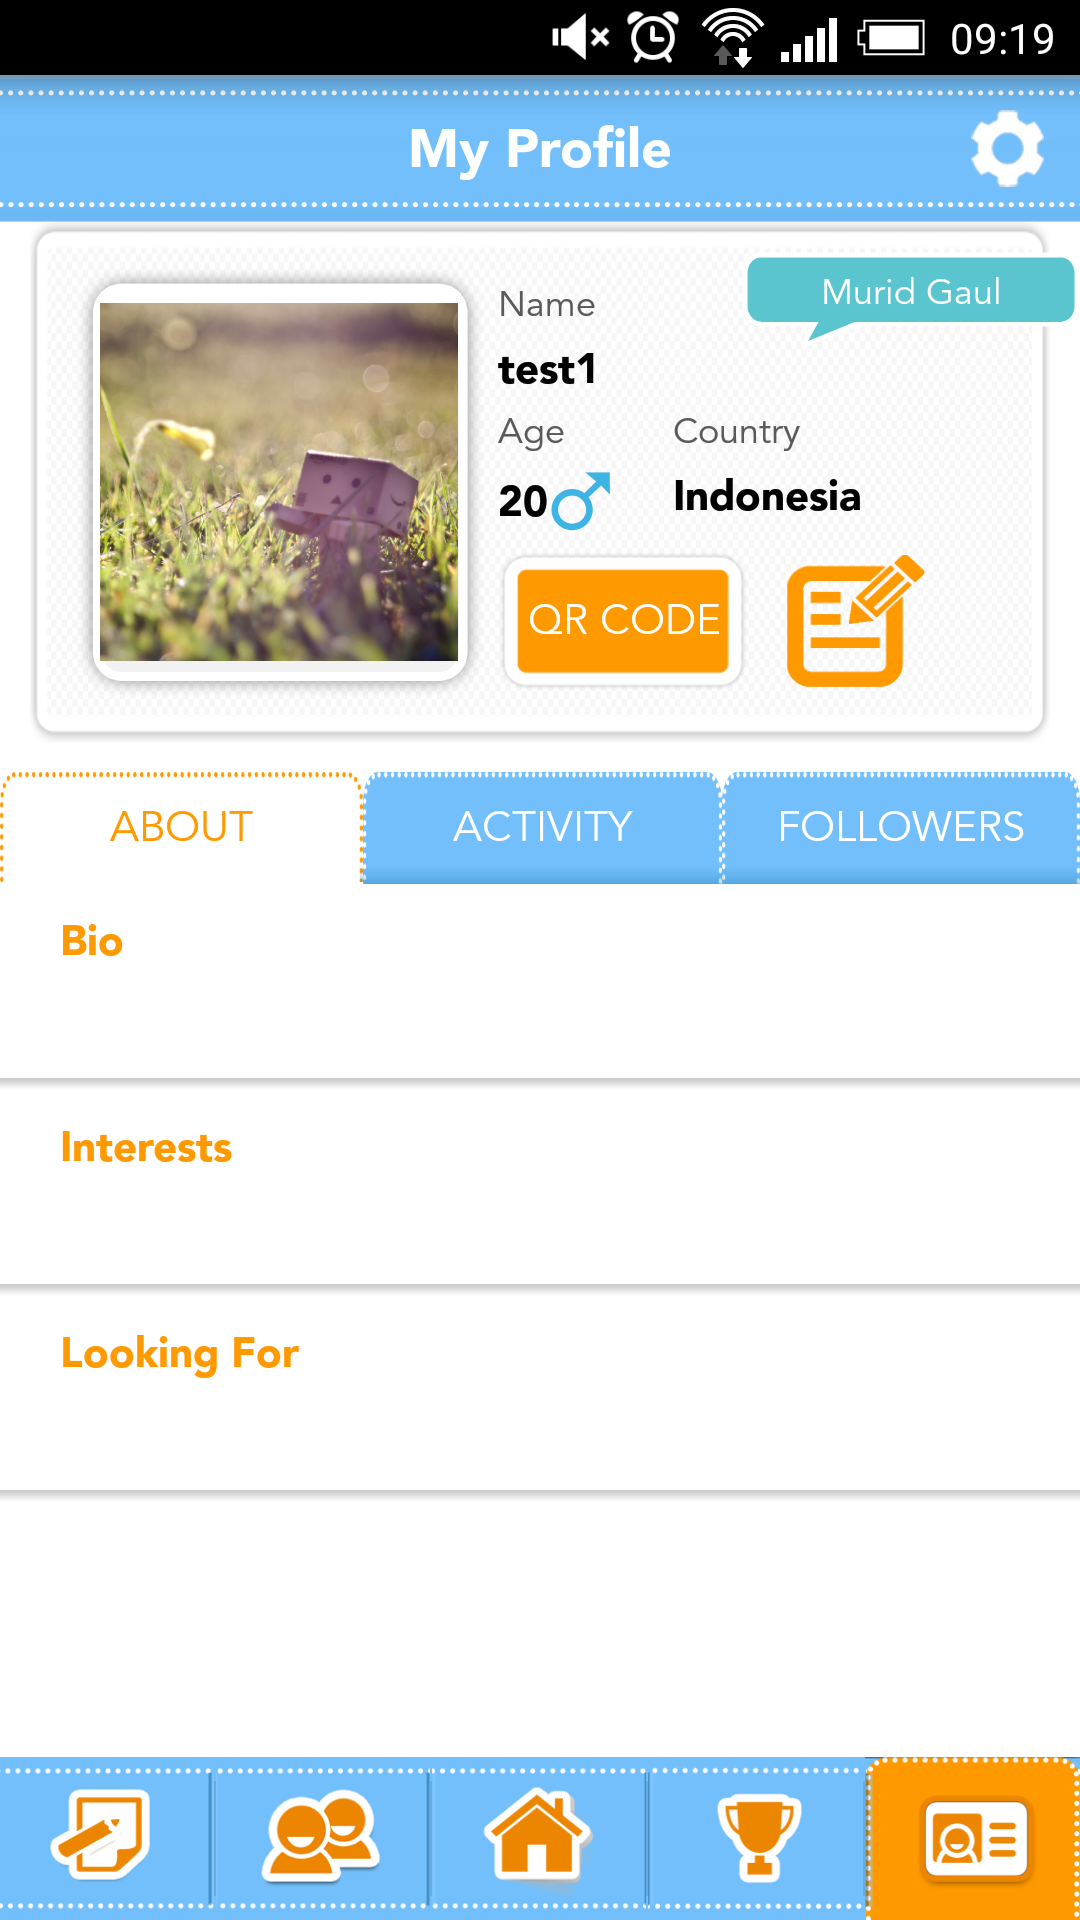 09:19
My Profile
Murid Gaul
Name
test1
Age
Country
20
Indonesia
QR CODE
ABOUT
ACTIVITY
FOLLOWERS
Bio
Interests
Looking For